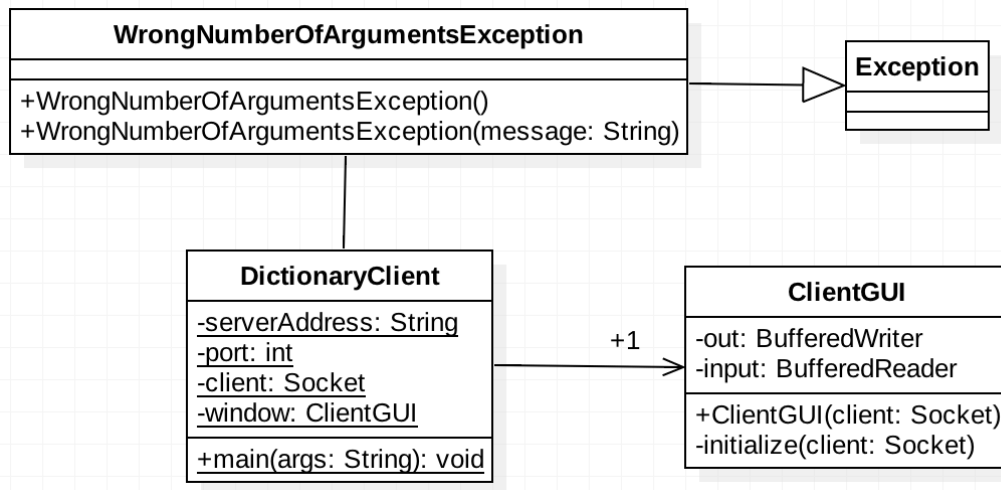 WrongNumberOfArgumentsException
+WrongNumberOfArgumentsException()
+WrongNumberOfArgumentsException(message: String)
Exception
DictionaryClient
-serverAddress: String
-port: int
-client: Socket
-window: ClientGUI
+main(args: String): void
+1
ClientGUI
-out: BufferedWriter
-input: BufferedReader
+ClientGUI(client: Socket)
-initialize(client: Socket)